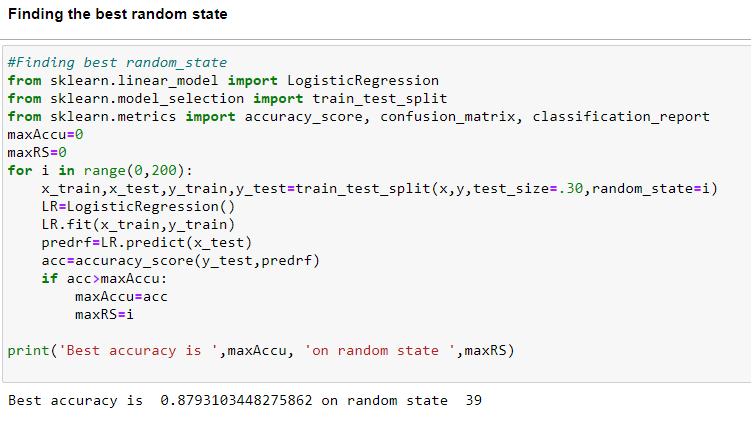 Finding the best random state
#Finding best random_state
from sklearn.linear_model import LogisticRegression
from sklearn.model_selection import train_test_split
from sklearn.metrics import accuracy_score, confusion_matrix, classification_report
maxAccu=0
maxRS=0
for i in range(0,200):
    x_train,x_test,y_train,y_test=train_test_split(x,y,test_size=.30,random_state=i)
    LR=LogisticRegression()
    LR.fit(x_train,y_train)
    predrf=LR.predict(x_test)
    acc=accuracy_score(y_test,predrf)
    if acc>maxAccu:
        maxAccu=acc
        maxRS=i
print('Best accuracy is ',maxAccu, 'on random state ',maxRS)
Best accuracy is  0.8793103448275862 on random state  39